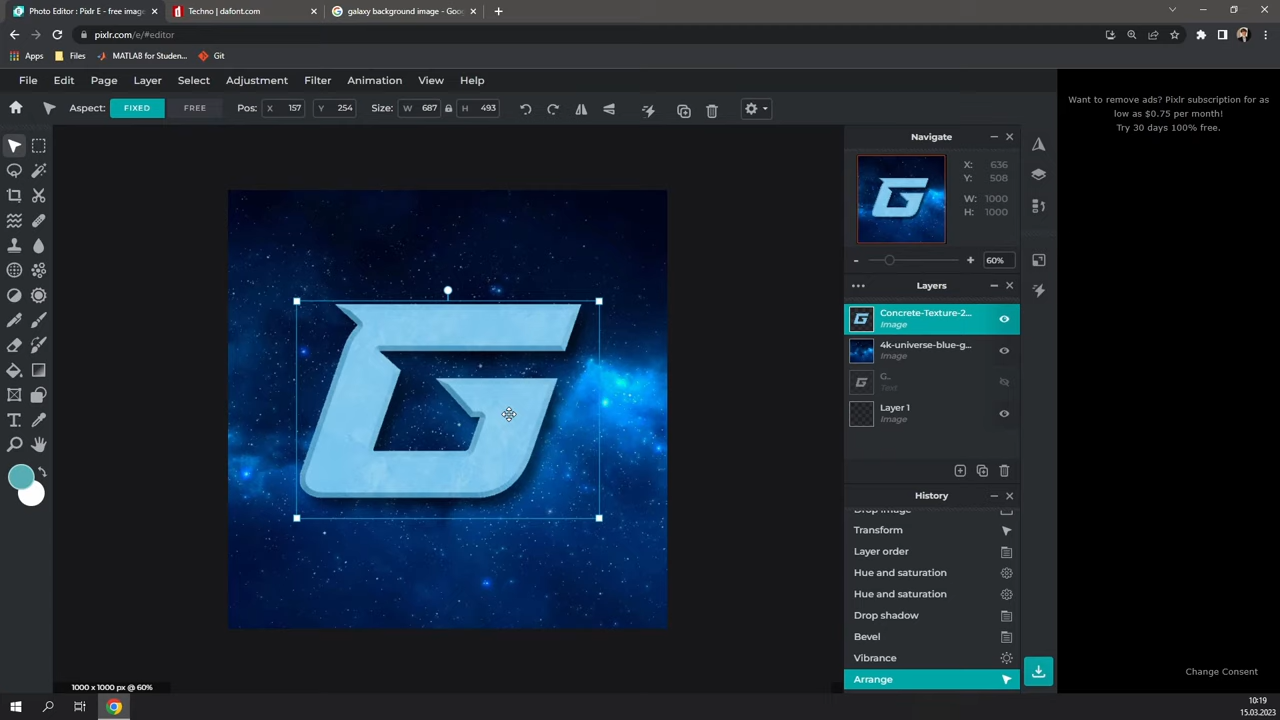 Photo Editor : Pixlr E - free imag
Techno | dafont.com
galaxy background image - Goog
pixlr.com/e/#editor
Apps
Files
MATLAB for Studen...
Git
File
Edit
Page
Layer
Select
Adjustment
Filter
Animation
View
Help
Aspect:
FIXED
FREE
Pos:
X
157
Y
254
Size:
W
687
H
493
Want to remove ads? Pixlr subscription for as
low as $0.75 per month!
Try 30 days 100% free.
Navigate
X:
636
Y:
508
W:
1000
H:
1000
-
+
60%
Layers
Concrete-Texture-2...
Image
4k-universe-blue-g...
Image
G..
Text
Layer 1
Image
G
History
Transform
Layer order
Hue and saturation
Hue and saturation
Drop shadow
Bevel
Vibrance
Arrange
Change Consent
1000 x 1000 px @ 60%
10:19
15.03.2023